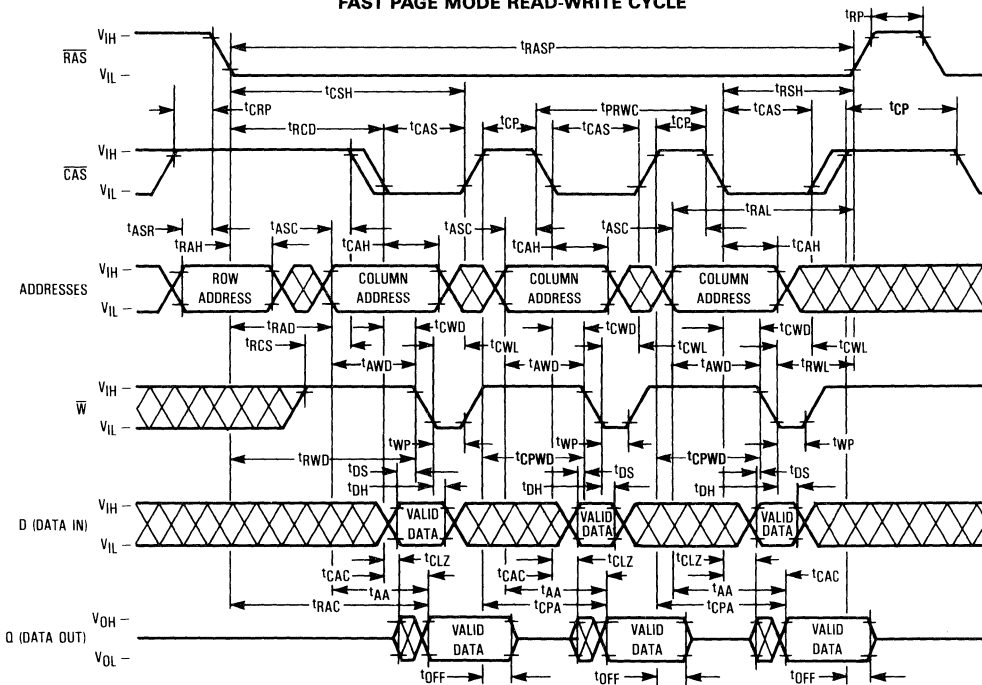 FAST PAGE MODE READ-WRITE CYCLE
tRP
VIH
RAS
tRASP
VIL
tCSH
tRSH
tCRP
tPRWC
tCP
tRCD
tCAS
tCP
tCAS
tCP
tCAS
VIH
CAS
VIL
tRAL
tASR
tASC
tASC
tASC
tRAH
tCAH
tCAH
tCAH
VIH
ADDRESSES
ROW ADDRESS
COLUMN ADDRESS
COLUMN ADDRESS
COLUMN ADDRESS
VIL
tRAD
tCWD
tCWD
tCWD
tRCS
tCWL
tCWL
tCWL
tAWD
tAWD
tAWD
tRWL
VIH
W
VIL
tWP
tWP
tWP
tRWD
tCPWD
tCPWD
tDS
tDS
tDS
tDH
tDH
tDH
VIH
D (DATA IN)
VALID DATA
VALID DATA
VALID DATA
VIL
tCLZ
tCLZ
tCLZ
tCAC
tCAC
tCAC
tAA
tAA
tAA
tRAC
tCPA
tCPA
VOH
Q (DATA OUT)
VALID DATA
VALID DATA
VALID DATA
VOL
tOFF
tOFF
tOFF